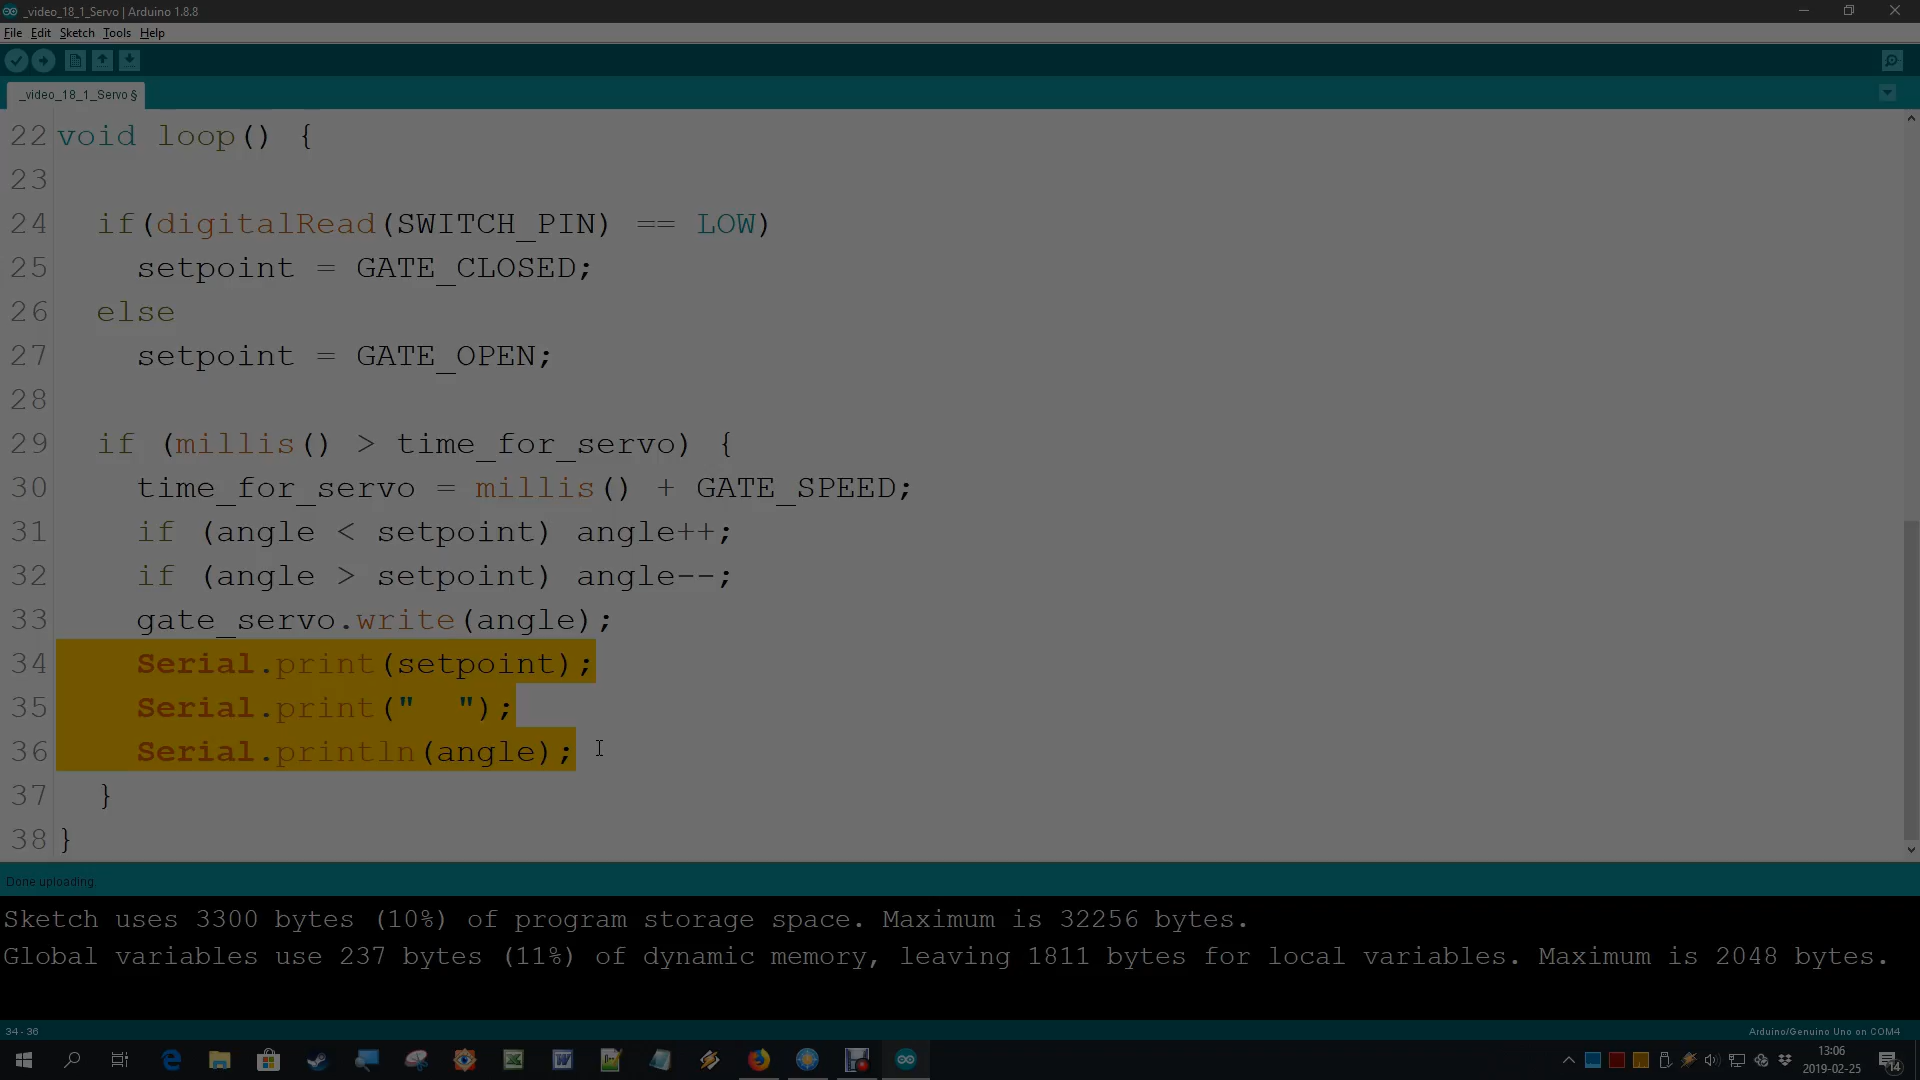 _video_18_1_Servo | Arduino 1.8.8
File Edit Sketch Tools Help
_video_18_1_Servo §
22 void loop() {
23
24 if(digitalRead(SWITCH_PIN) == LOW)
25 setpoint = GATE_CLOSED;
26 else
27 setpoint = GATE_OPEN;
28
29 if (millis() > time_for_servo) {
30 time_for_servo = millis() + GATE_SPEED;
31 if (angle < setpoint) angle++;
32 if (angle > setpoint) angle--;
33 gate_servo.write(angle);
34 Serial.print(setpoint);
35 Serial.print("  ");
36 Serial.println(angle);
37 }
38 }
Done uploading.
Sketch uses 3300 bytes (10%) of program storage space. Maximum is 32256 bytes.
Global variables use 237 bytes (11%) of dynamic memory, leaving 1811 bytes for local variables. Maximum is 2048 bytes.
34 - 36
Arduino/Genuino Uno on COM4
13:06
2019-02-25
14